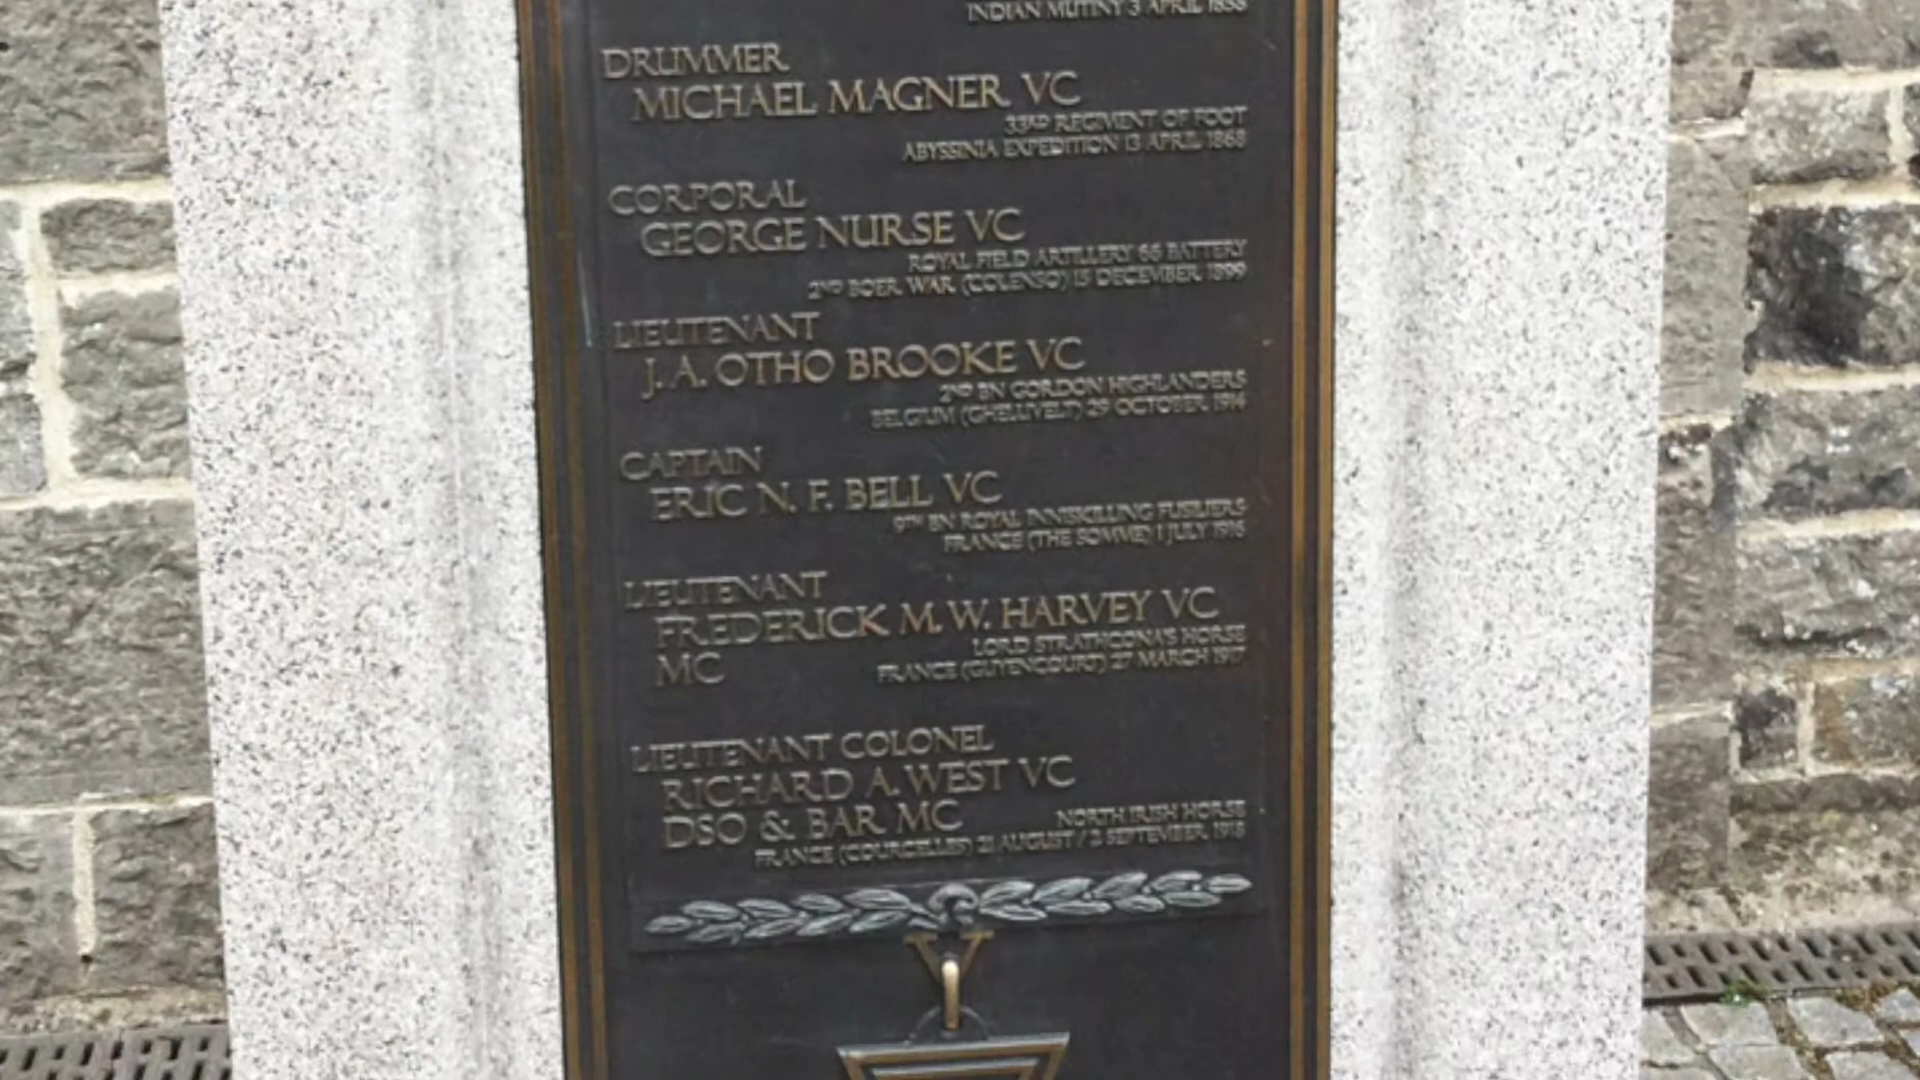 INDIAN MUTINY 3 APRIL 1858
DRUMMER
MICHAEL MAGNER VC
33RD REGIMENT OF FOOT
ABYSSINIA EXPEDITION 13 APRIL 1868
CORPORAL
GEORGE NURSE VC
ROYAL FIELD ARTILLERY 66 BATTERY
2ND BOER WAR (COLENSO) 15 DECEMBER 1899
LIEUTENANT
J. A. OTHO BROOKE VC
2ND BN GORDON HIGHLANDERS
BELGIUM (GHELUVELT) 29 OCTOBER 1914
CAPTAIN
ERIC N. F. BELL VC
9TH BN ROYAL INNISKILLING FUSILIERS
FRANCE (THE SOMME) 1 JULY 1916
LIEUTENANT
FREDERICK M. W. HARVEY VC
MC
LORD STRATHCONA'S HORSE
FRANCE (GUYENCOURT) 27 MARCH 1917
LIEUTENANT COLONEL
RICHARD A. WEST VC
DSO & BAR MC
NORTH IRISH HORSE
FRANCE (COURCELLES) 21 AUGUST / 2 SEPTEMBER 1918
V